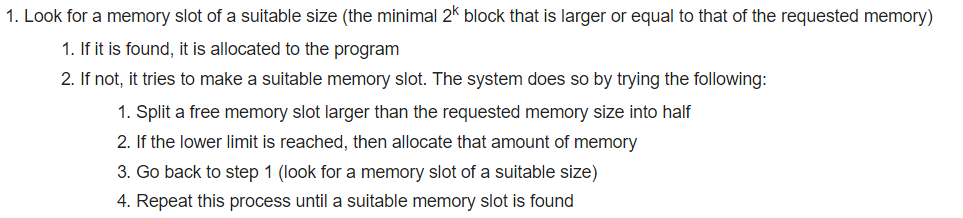 1. Look for a memory slot of a suitable size (the minimal 2ᵏ block that is larger or equal to that of the requested memory)
1. If it is found, it is allocated to the program
2. If not, it tries to make a suitable memory slot. The system does so by trying the following:
1. Split a free memory slot larger than the requested memory size into half
2. If the lower limit is reached, then allocate that amount of memory
3. Go back to step 1 (look for a memory slot of a suitable size)
4. Repeat this process until a suitable memory slot is found